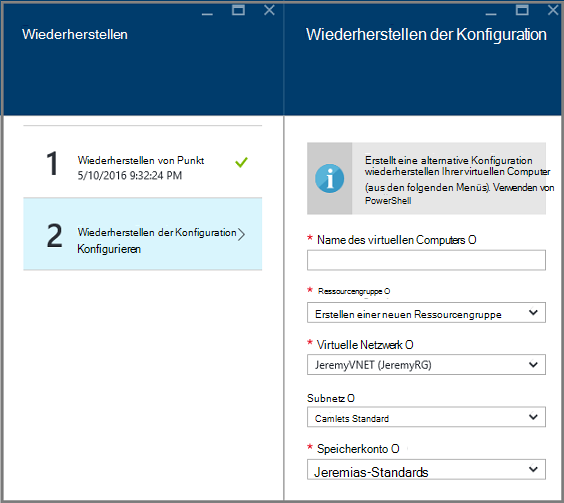 Wiederherstellen
1
Wiederherstellen von Punkt
5/10/2016 9:32:24 PM
2
Wiederherstellen der Konfiguration
Konfigurieren
Wiederherstellen der Konfiguration
Erstellt eine alternative Konfiguration
wiederherstellen Ihrer virtuellen Computer
(aus den folgenden Menüs). Verwenden von
PowerShell
* Name des virtuellen Computers O
* Ressourcengruppe O
Erstellen einer neuen Ressourcengruppe
* Virtuelle Netzwerk O
JeremyVNET (JeremyRG)
Subnetz O
Camlets Standard
* Speicherkonto O
Jeremias-Standards